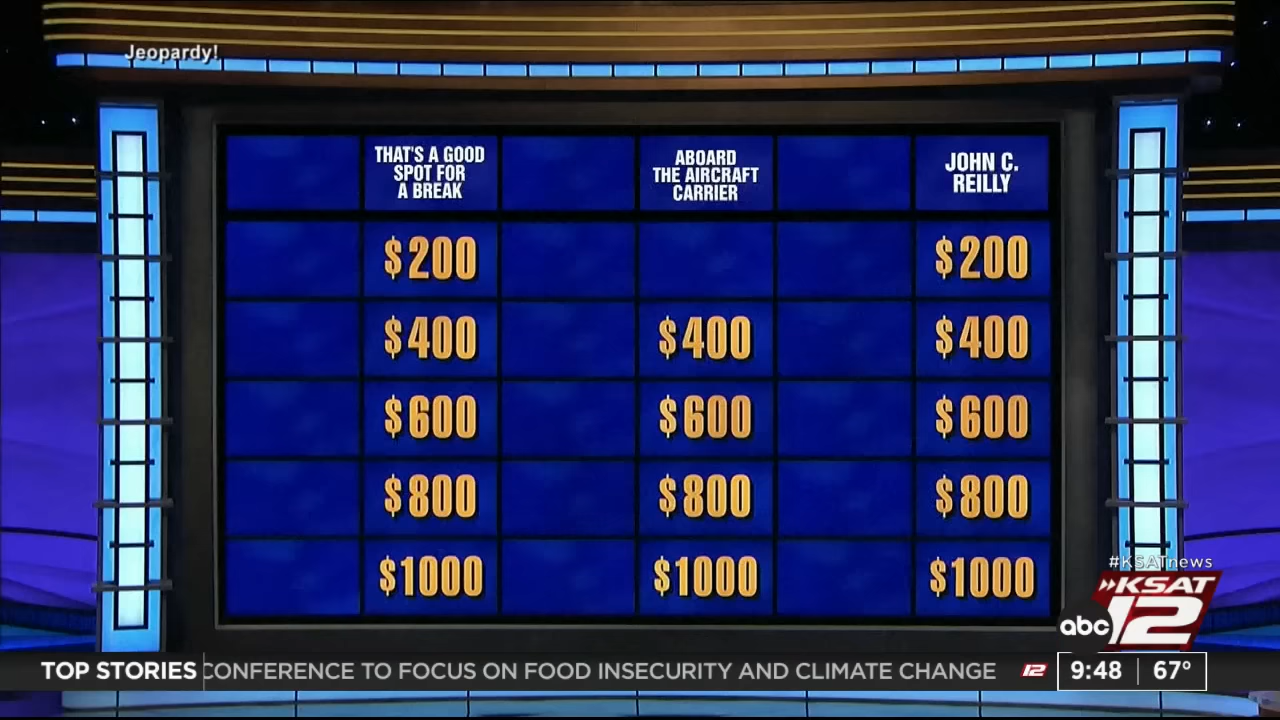 Jeopardy!
THAT'S A GOOD
SPOT FOR
A BREAK
ABOARD
THE AIRCRAFT
CARRIER
JOHN C.
REILLY
$200
$200
$400
$400
$400
$600
$600
$600
$800
$800
$800
$1000
$1000
$1000
#KSATnews
KSAT
abc 12
TOP STORIES CONFERENCE TO FOCUS ON FOOD INSECURITY AND CLIMATE CHANGE 12 9:48 67°